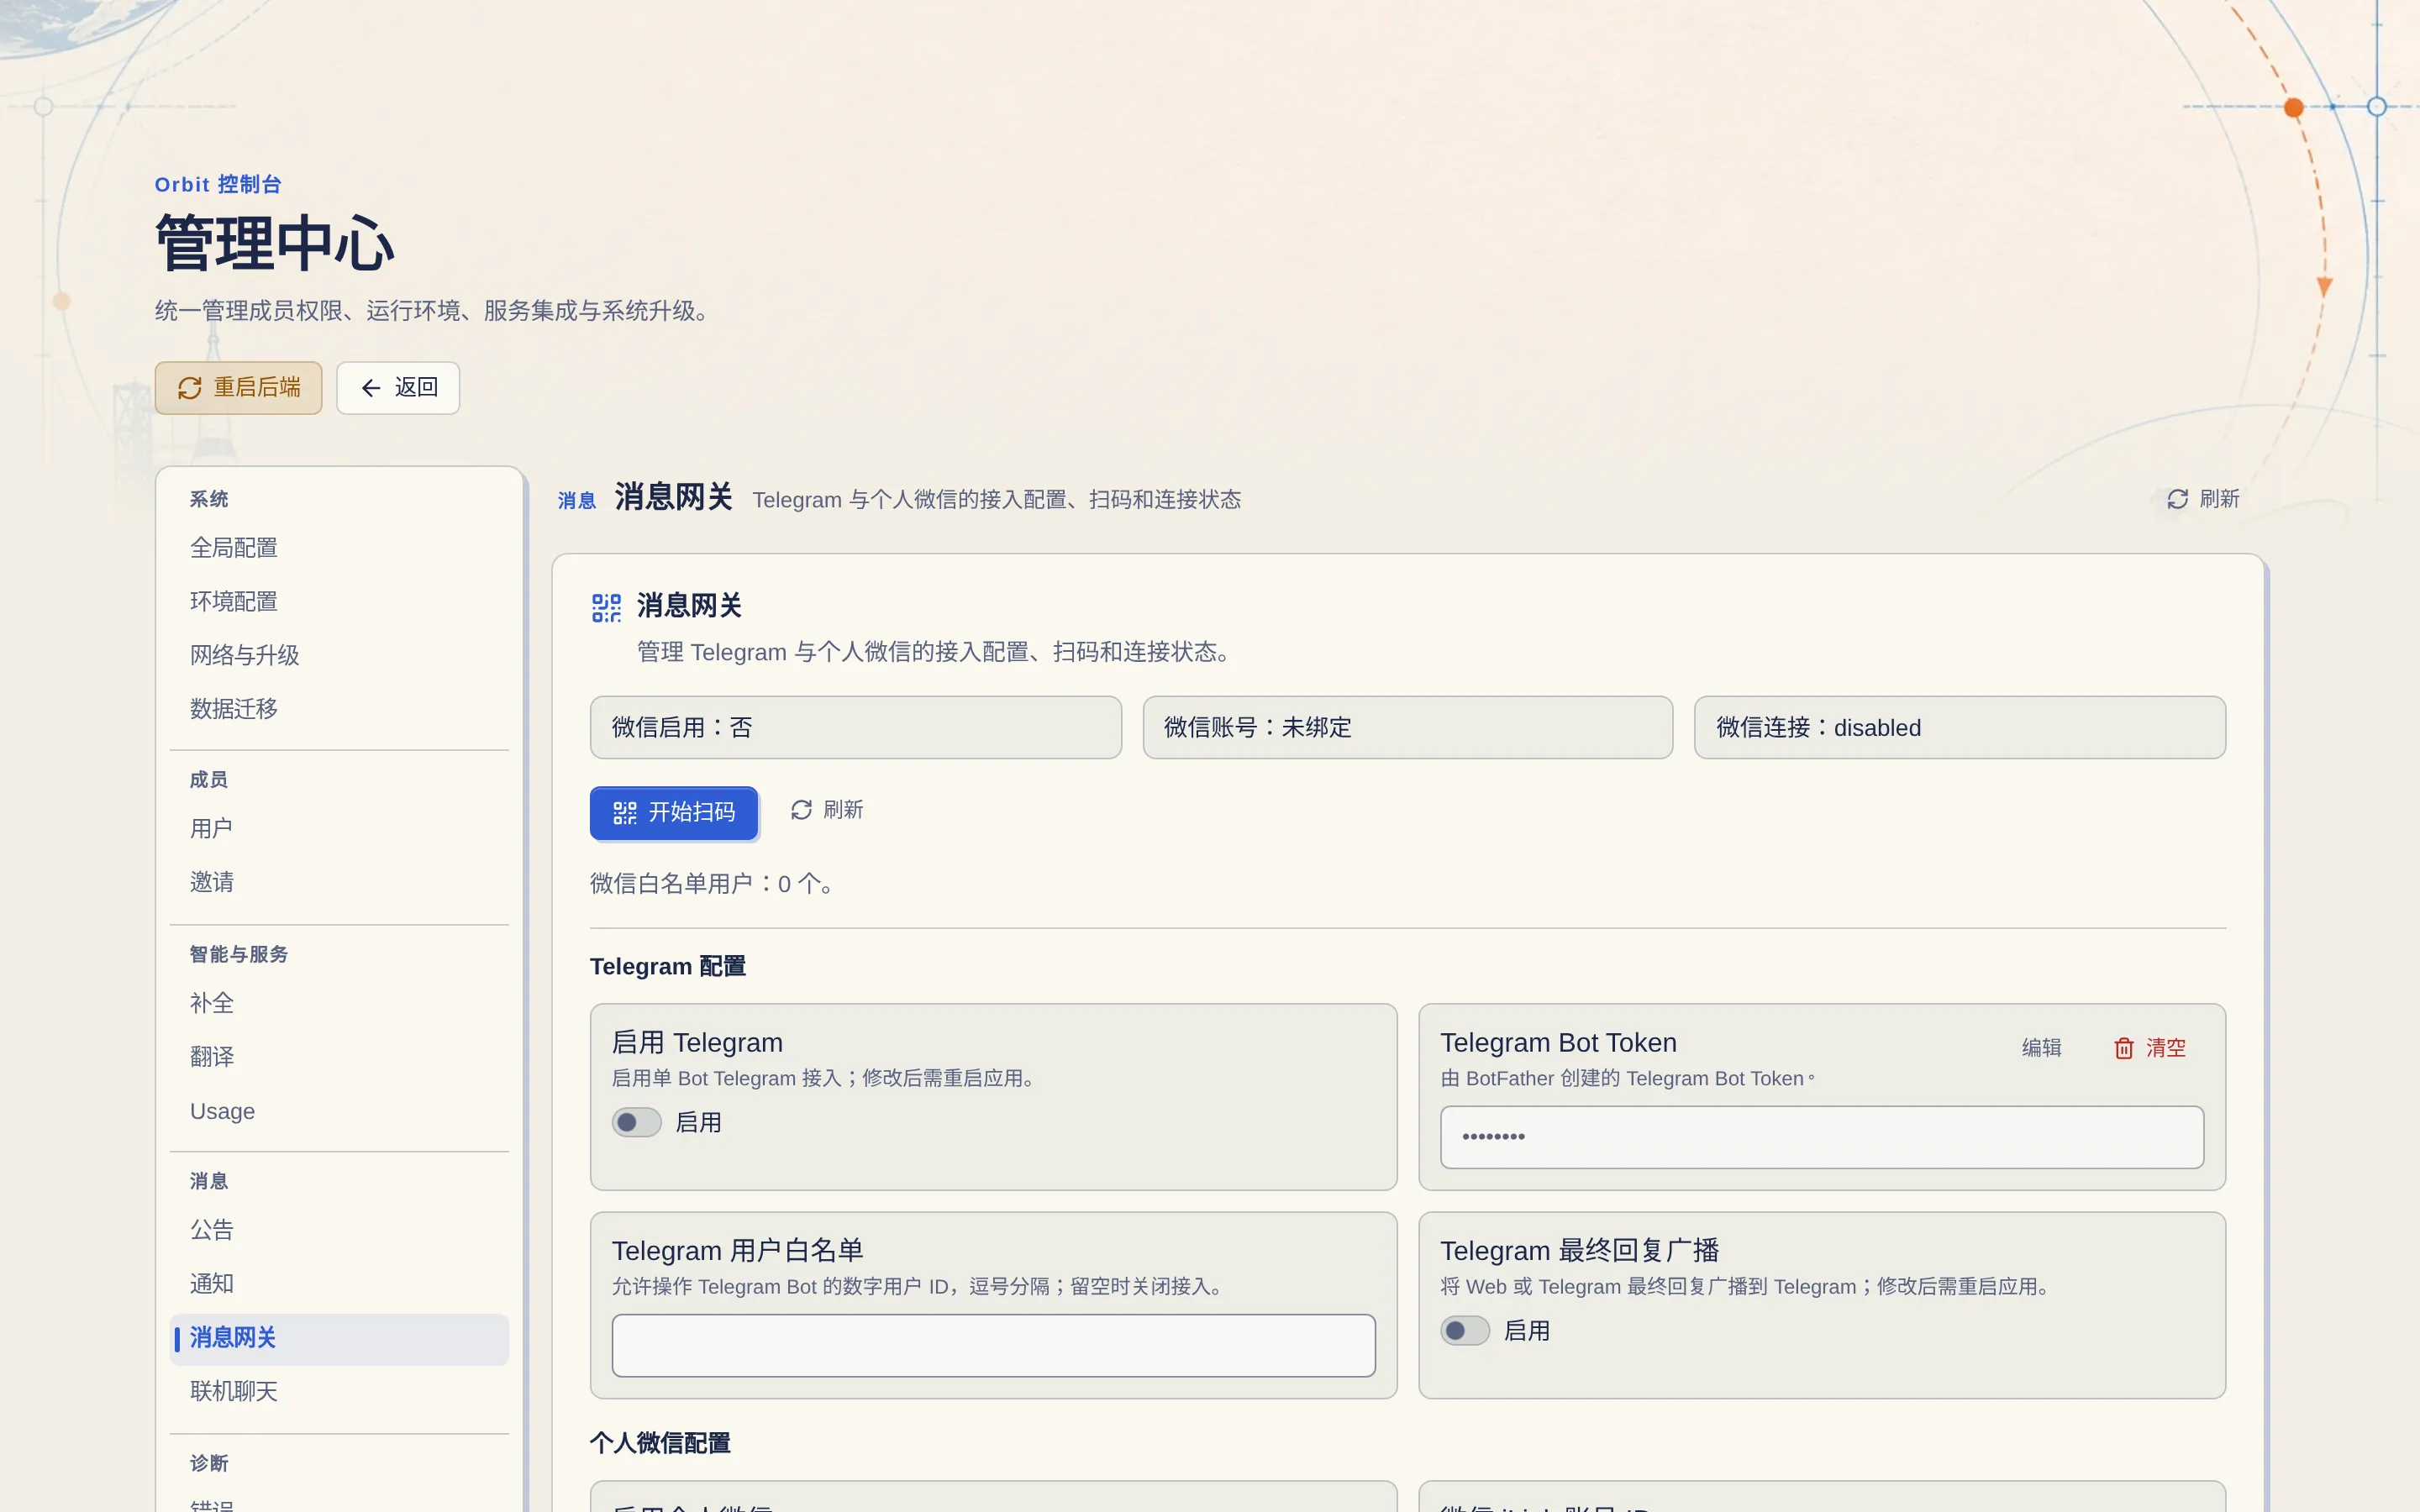 Orbit 控制台
管理中心
统一管理成员权限、运行环境、服务集成与系统升级。
重启后端
返回
系统
全局配置
环境配置
网络与升级
数据迁移
成员
用户
邀请
智能与服务
补全
翻译
Usage
消息
公告
通知
消息网关
联机聊天
诊断
错误
消息 消息网关 Telegram 与个人微信的接入配置、扫码和连接状态
刷新
消息网关
管理 Telegram 与个人微信的接入配置、扫码和连接状态。
微信启用：否
微信账号：未绑定
微信连接：disabled
开始扫码
刷新
微信白名单用户：0 个。
Telegram 配置
启用 Telegram
启用单 Bot Telegram 接入；修改后需重启应用。
启用
Telegram Bot Token
编辑
清空
由 BotFather 创建的 Telegram Bot Token。
••••••••
Telegram 用户白名单
允许操作 Telegram Bot 的数字用户 ID，逗号分隔；留空时关闭接入。
Telegram 最终回复广播
将 Web 或 Telegram 最终回复广播到 Telegram；修改后需重启应用。
启用
个人微信配置
启用个人微信
微信 iLink 账号 ID